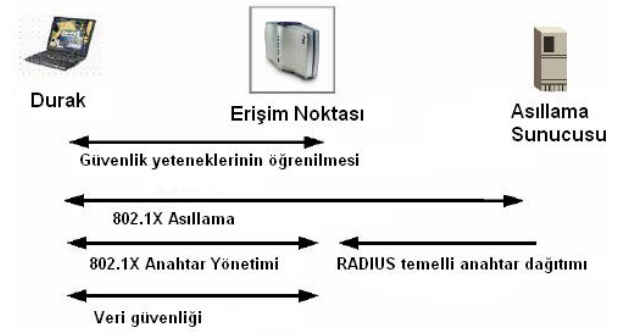 Durak
Erişim Noktası
Asıllama
Sunucusu
Güvenlik yeteneklerinin öğrenilmesi
802.1X Asıllama
802.1X Anahtar Yönetimi
RADIUS temelli anahtar dağıtımı
Veri güvenliği